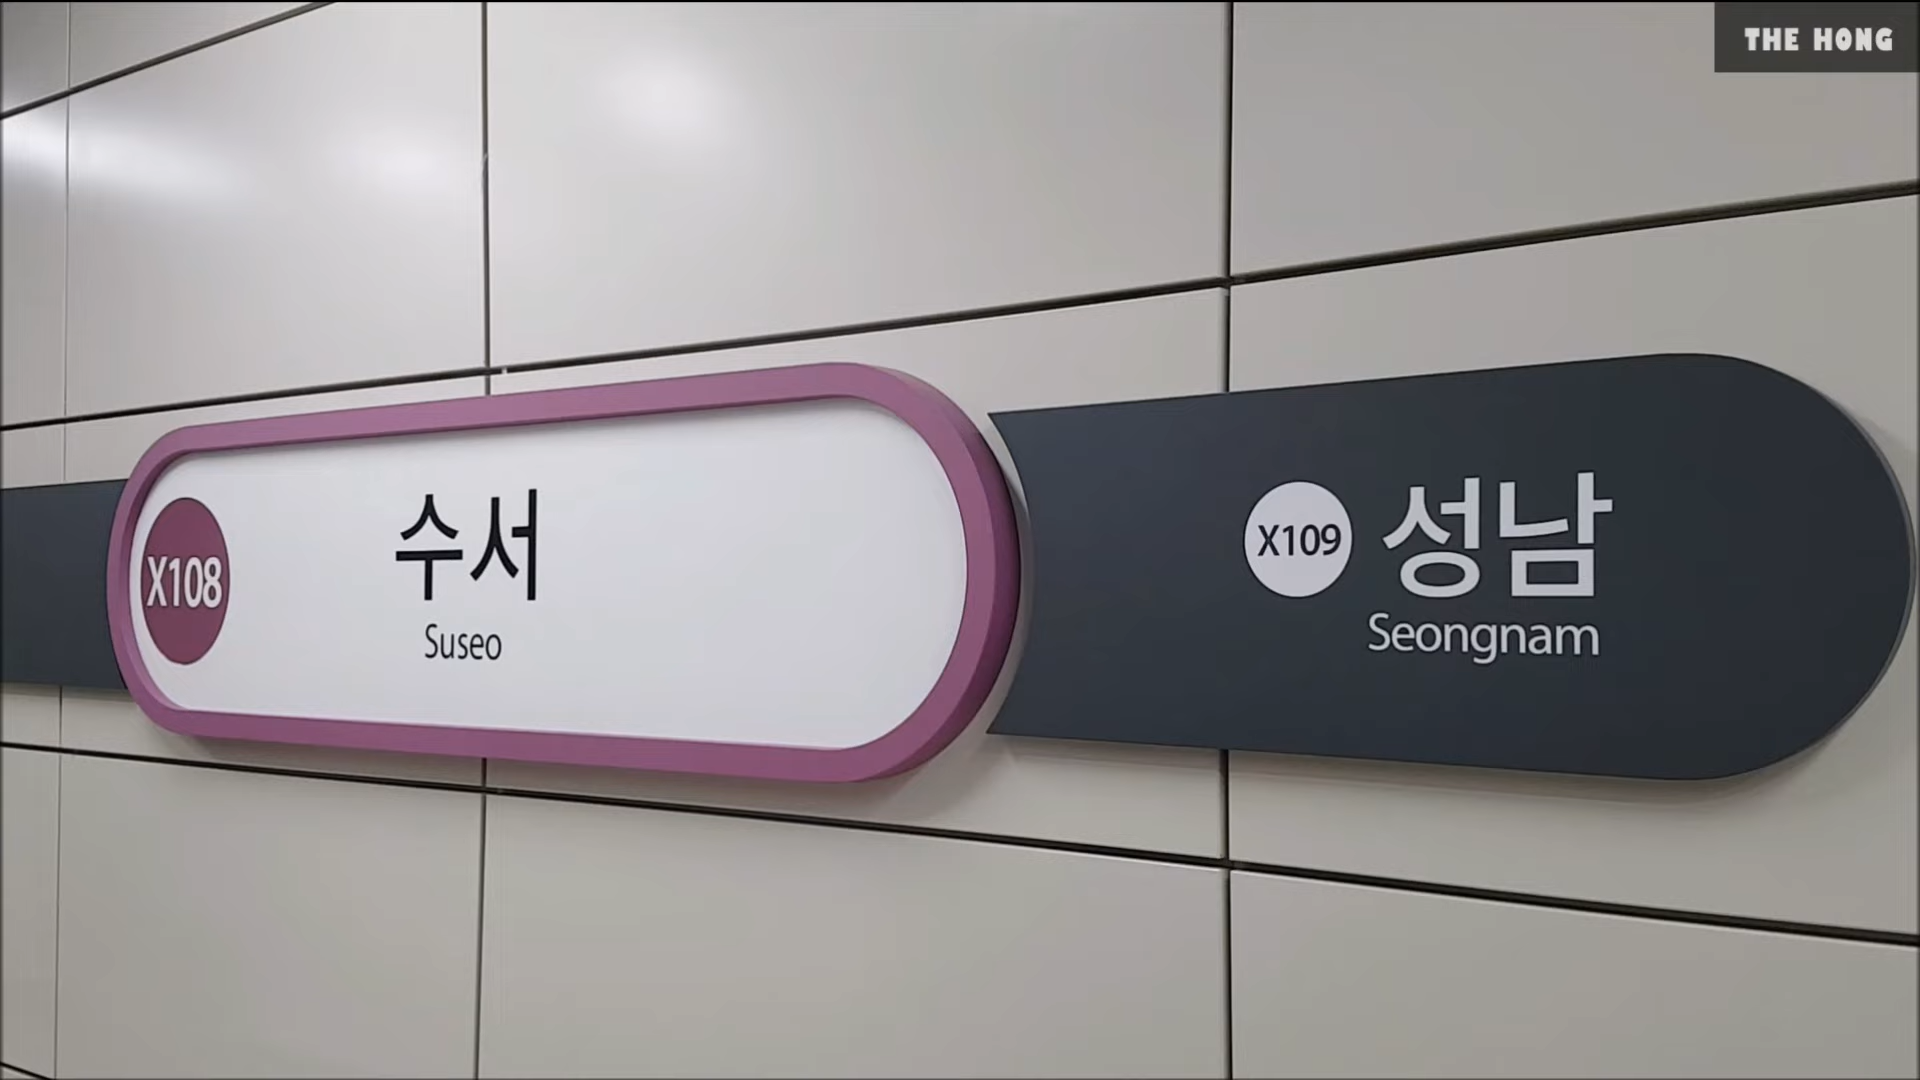 THE HONG
X108
수서
Suseo
X109 성남
Seongnam